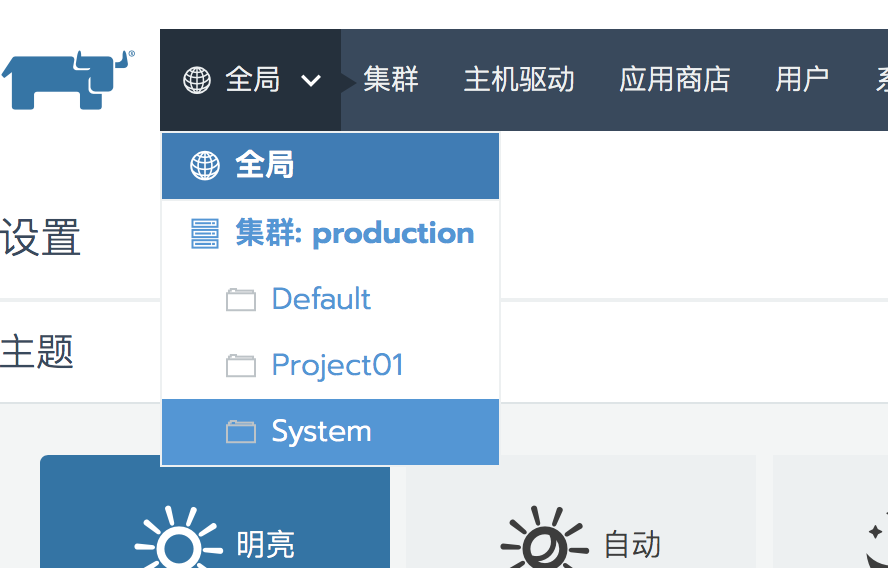 全局 集群 主机驱动 应用商店 用户
全局
设置
集群: production
Default
主题
Project01
System
明亮 自动